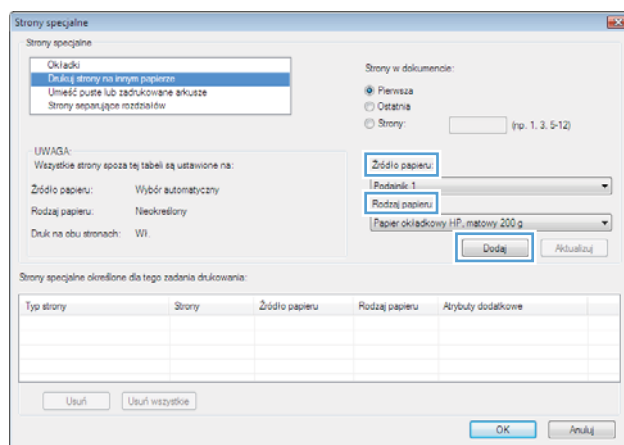 Strony specjalne
Strony specjalne
Okładki
Drukuj strony na innym papierze
Umieść puste lub zadrukowane arkusze
Strony separujące rozdziałów
Strony w dokumencie:
Pierwsza
Ostatnia
Strony:
(np. 1, 3, 5-12)
UWAGA:
Wszystkie strony spoza tej tabeli są ustawione na:
Źródło papieru: Wybór automatyczny
Rodzaj papieru: Nieokreślony
Druk na obu stronach: Wł.
Źródło papieru:
Podajnik 1
Rodzaj papieru:
Papier okładkowy HP, matowy 200 g
Dodaj Aktualizuj
Strony specjalne określone dla tego zadania drukowania:
Typ strony Strony Źródło papieru Rodzaj papieru Atrybuty dodatkowe
Usuń Usuń wszystkie
OK Anuluj